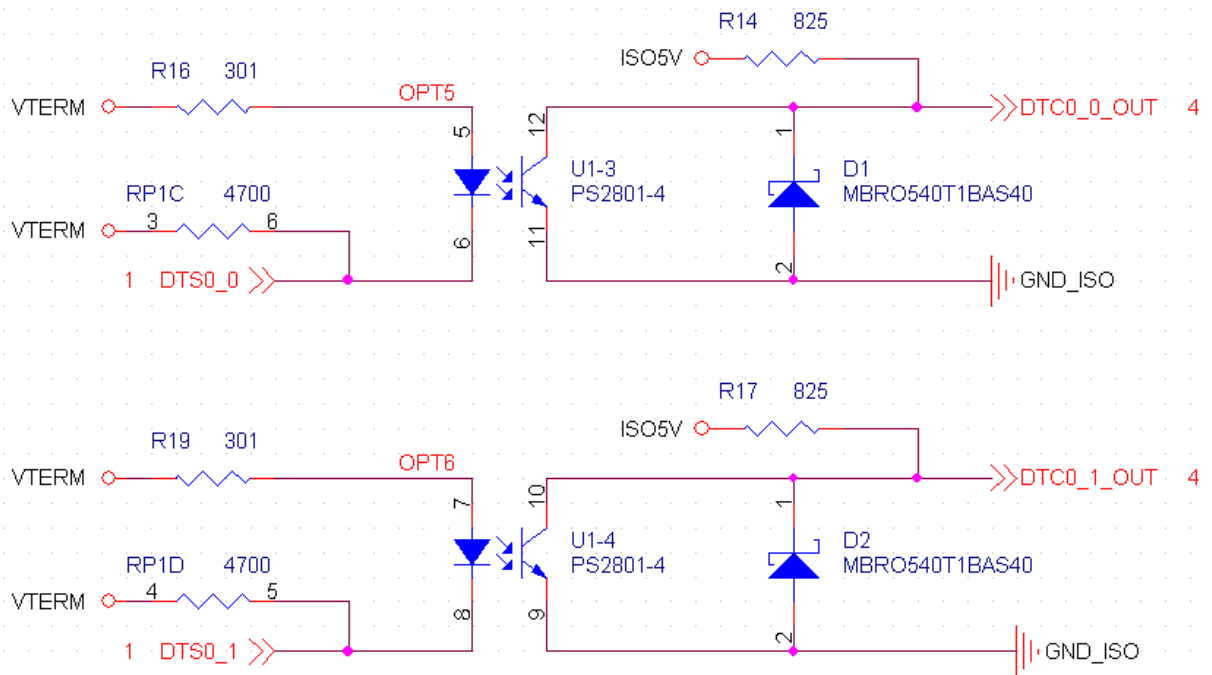 R14 825
ISO5V
R16 301
VTERM
OPT5
DTC0_0_OUT 4
5
12
1
U1-3
PS2801-4
D1
MBRO540T1BAS40
RP1C 4700
VTERM
3
6
6
11
2
1 DTS0_0
GND_ISO
R17 825
ISO5V
R19 301
VTERM
OPT6
DTC0_1_OUT 4
7
10
1
U1-4
PS2801-4
D2
MBRO540T1BAS40
RP1D 4700
VTERM
4
5
8
9
2
1 DTS0_1
GND_ISO